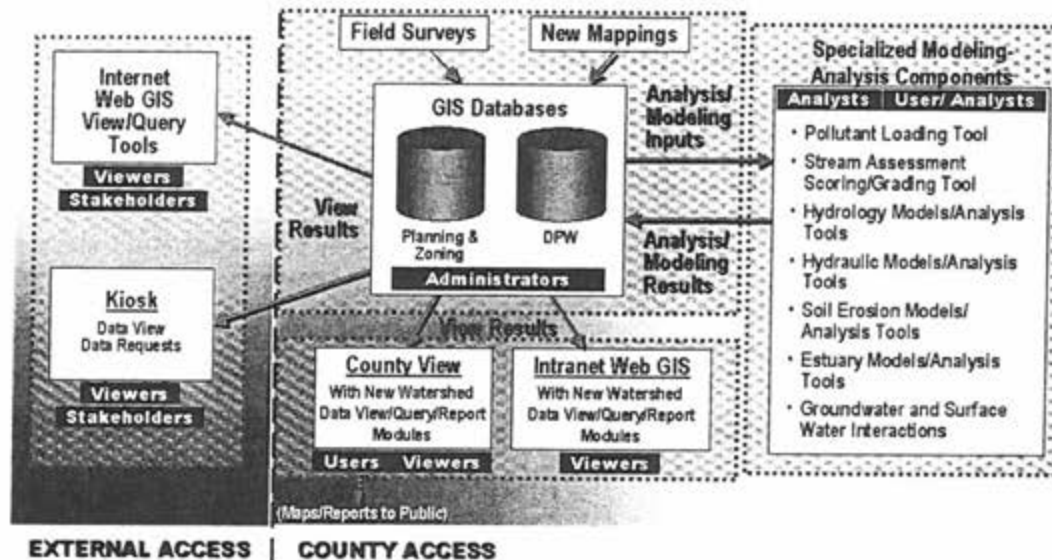 Field Surveys
New Mappings
Internet
Web GIS
View/Query
Tools
Viewers
Stakeholders
Kiosk
Data View
Data Requests
Viewers
Stakeholders
View
Results
GIS Databases
Planning &
Zoning
DPW
Administrators
Analysis/
Modeling
Inputs
Analysis/
Modeling
Results
View Results
County View
With New Watershed
Data View/Query/Report
Modules
Users Viewers
Intranet Web GIS
With New Watershed
Data View/Query/Report
Modules
Viewers
(Maps/Reports to Public)
Specialized Modeling-
Analysis Components
Analysts User/ Analysts
• Pollutant Loading Tool
• Stream Assessment
Scoring/Grading Tool
• Hydrology Models/Analysis
Tools
• Hydraulic Models/Analysis
Tools
• Soil Erosion Models/
Analysis Tools
• Estuary Models/Analysis
Tools
• Groundwater and Surface
Water Interactions
EXTERNAL ACCESS
COUNTY ACCESS